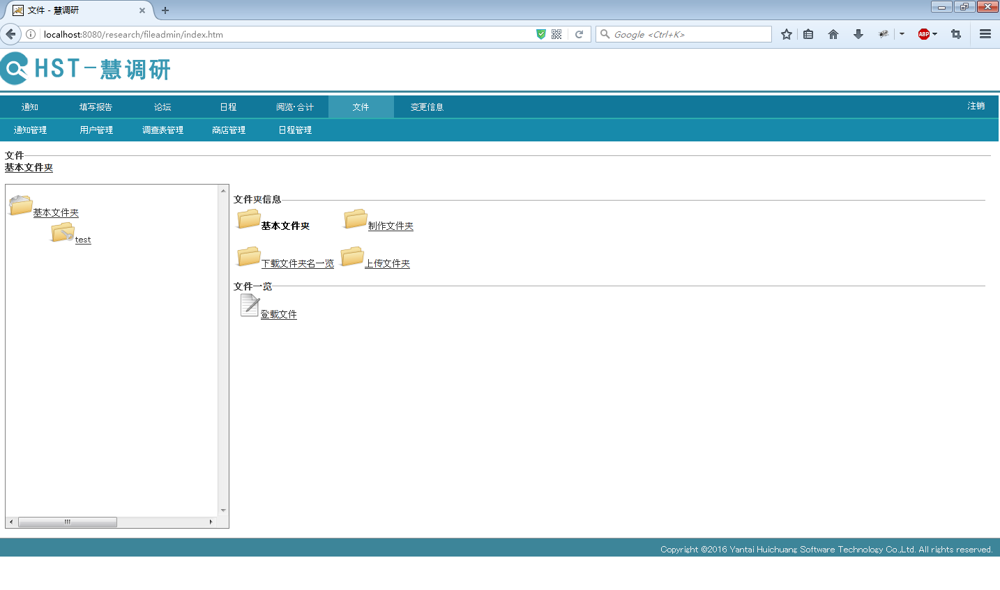 文件 - 慧调研
localhost:8080/research/fileadmin/index.htm
Google <Ctrl+K>
ABP
HST-慧调研
通知 填写报告 论坛 日程 阅览·合计 文件 变更信息 注销
通知管理 用户管理 调查表管理 商店管理 日程管理
文件
基本文件夹
基本文件夹
test
文件夹信息
基本文件夹 制作文件夹
下载文件夹名一览 上传文件夹
文件一览
登载文件
Copyright ©2016 Yantai Huichuang Software Technology Co.,Ltd. All rights reserved.